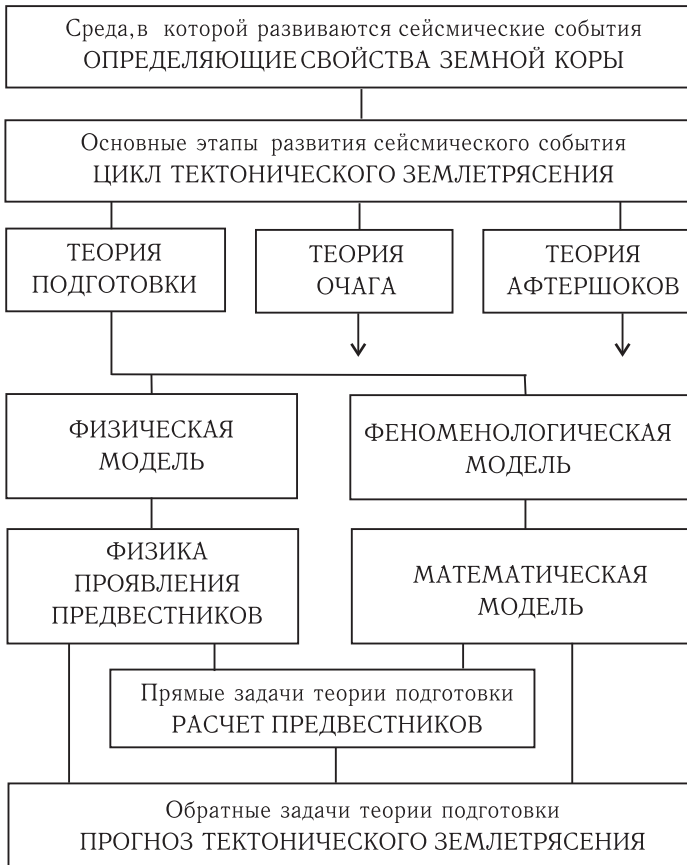 Среда, в которой развиваются сейсмические события
ОПРЕДЕЛЯЮЩИЕ СВОЙСТВА ЗЕМНОЙ КОРЫ
Основные этапы развития сейсмического события
ЦИКЛ ТЕКТОНИЧЕСКОГО ЗЕМЛЕТРЯСЕНИЯ
ТЕОРИЯ
ПОДГОТОВКИ
ТЕОРИЯ
ОЧАГА
ТЕОРИЯ
АФТЕРШОКОВ
ФИЗИЧЕСКАЯ
МОДЕЛЬ
ФЕНОМЕНОЛОГИЧЕСКАЯ
МОДЕЛЬ
ФИЗИКА
ПРОЯВЛЕНИЯ
ПРЕДВЕСТНИКОВ
МАТЕМАТИЧЕСКАЯ
МОДЕЛЬ
Прямые задачи теории подготовки
РАСЧЕТ ПРЕДВЕСТНИКОВ
Обратные задачи теории подготовки
ПРОГНОЗ ТЕКТОНИЧЕСКОГО ЗЕМЛЕТРЯСЕНИЯ